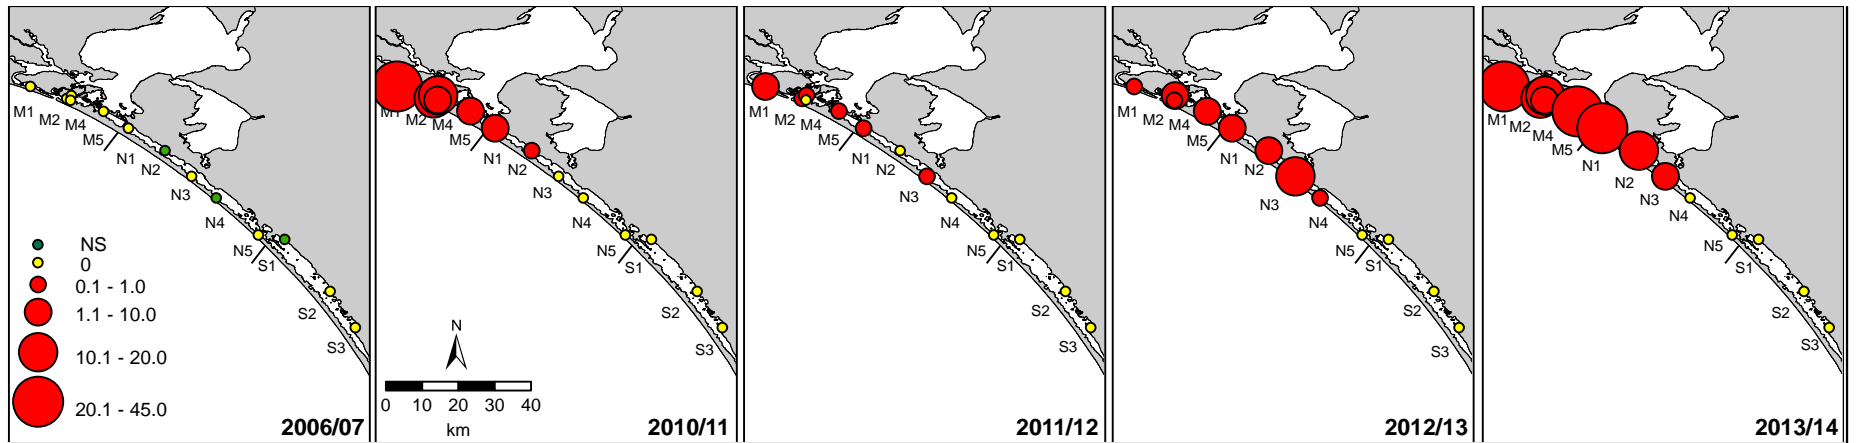 M1
M2
M4
M5
N1
N2
N3
N4
N5
S1
S2
S3
NS
0
0.1 - 1.0
1.1 - 10.0
10.1 - 20.0
20.1 - 45.0
2006/07
M1
M2
M4
M5
N1
N2
N3
N4
N5
S1
S2
S3
N
0 10 20 30 40
km
2010/11
M1
M2
M4
M5
N1
N2
N3
N4
N5
S1
S2
S3
2011/12
M1
M2
M4
M5
N1
N2
N3
N4
N5
S1
S2
S3
2012/13
M1
M2
M4
M5
N1
N2
N3
N4
N5
S1
S2
S3
2013/14